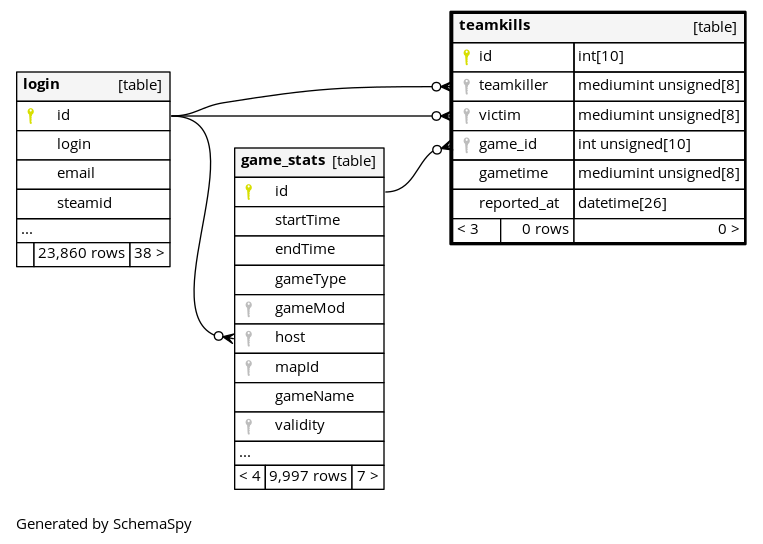 teamkills [table]
id int[10]
teamkiller mediumint unsigned[8]
victim mediumint unsigned[8]
game_id int unsigned[10]
gametime mediumint unsigned[8]
reported_at datetime[26]
< 3 0 rows 0 >
login [table]
id
login
email
steamid
...
23,860 rows 38 >
game_stats [table]
id
startTime
endTime
gameType
gameMod
host
mapId
gameName
validity
...
< 4 9,997 rows 7 >
Generated by SchemaSpy